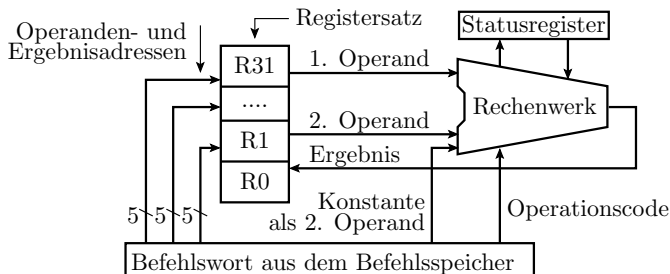 Operanden- und
Ergebnisadressen
Registersatz
Statusregister
R31
....
R1
R0
1. Operand
2. Operand
Ergebnis
Rechenwerk
5 5 5
Konstante
als 2. Operand
Operationscode
Befehlswort aus dem Befehlsspeicher